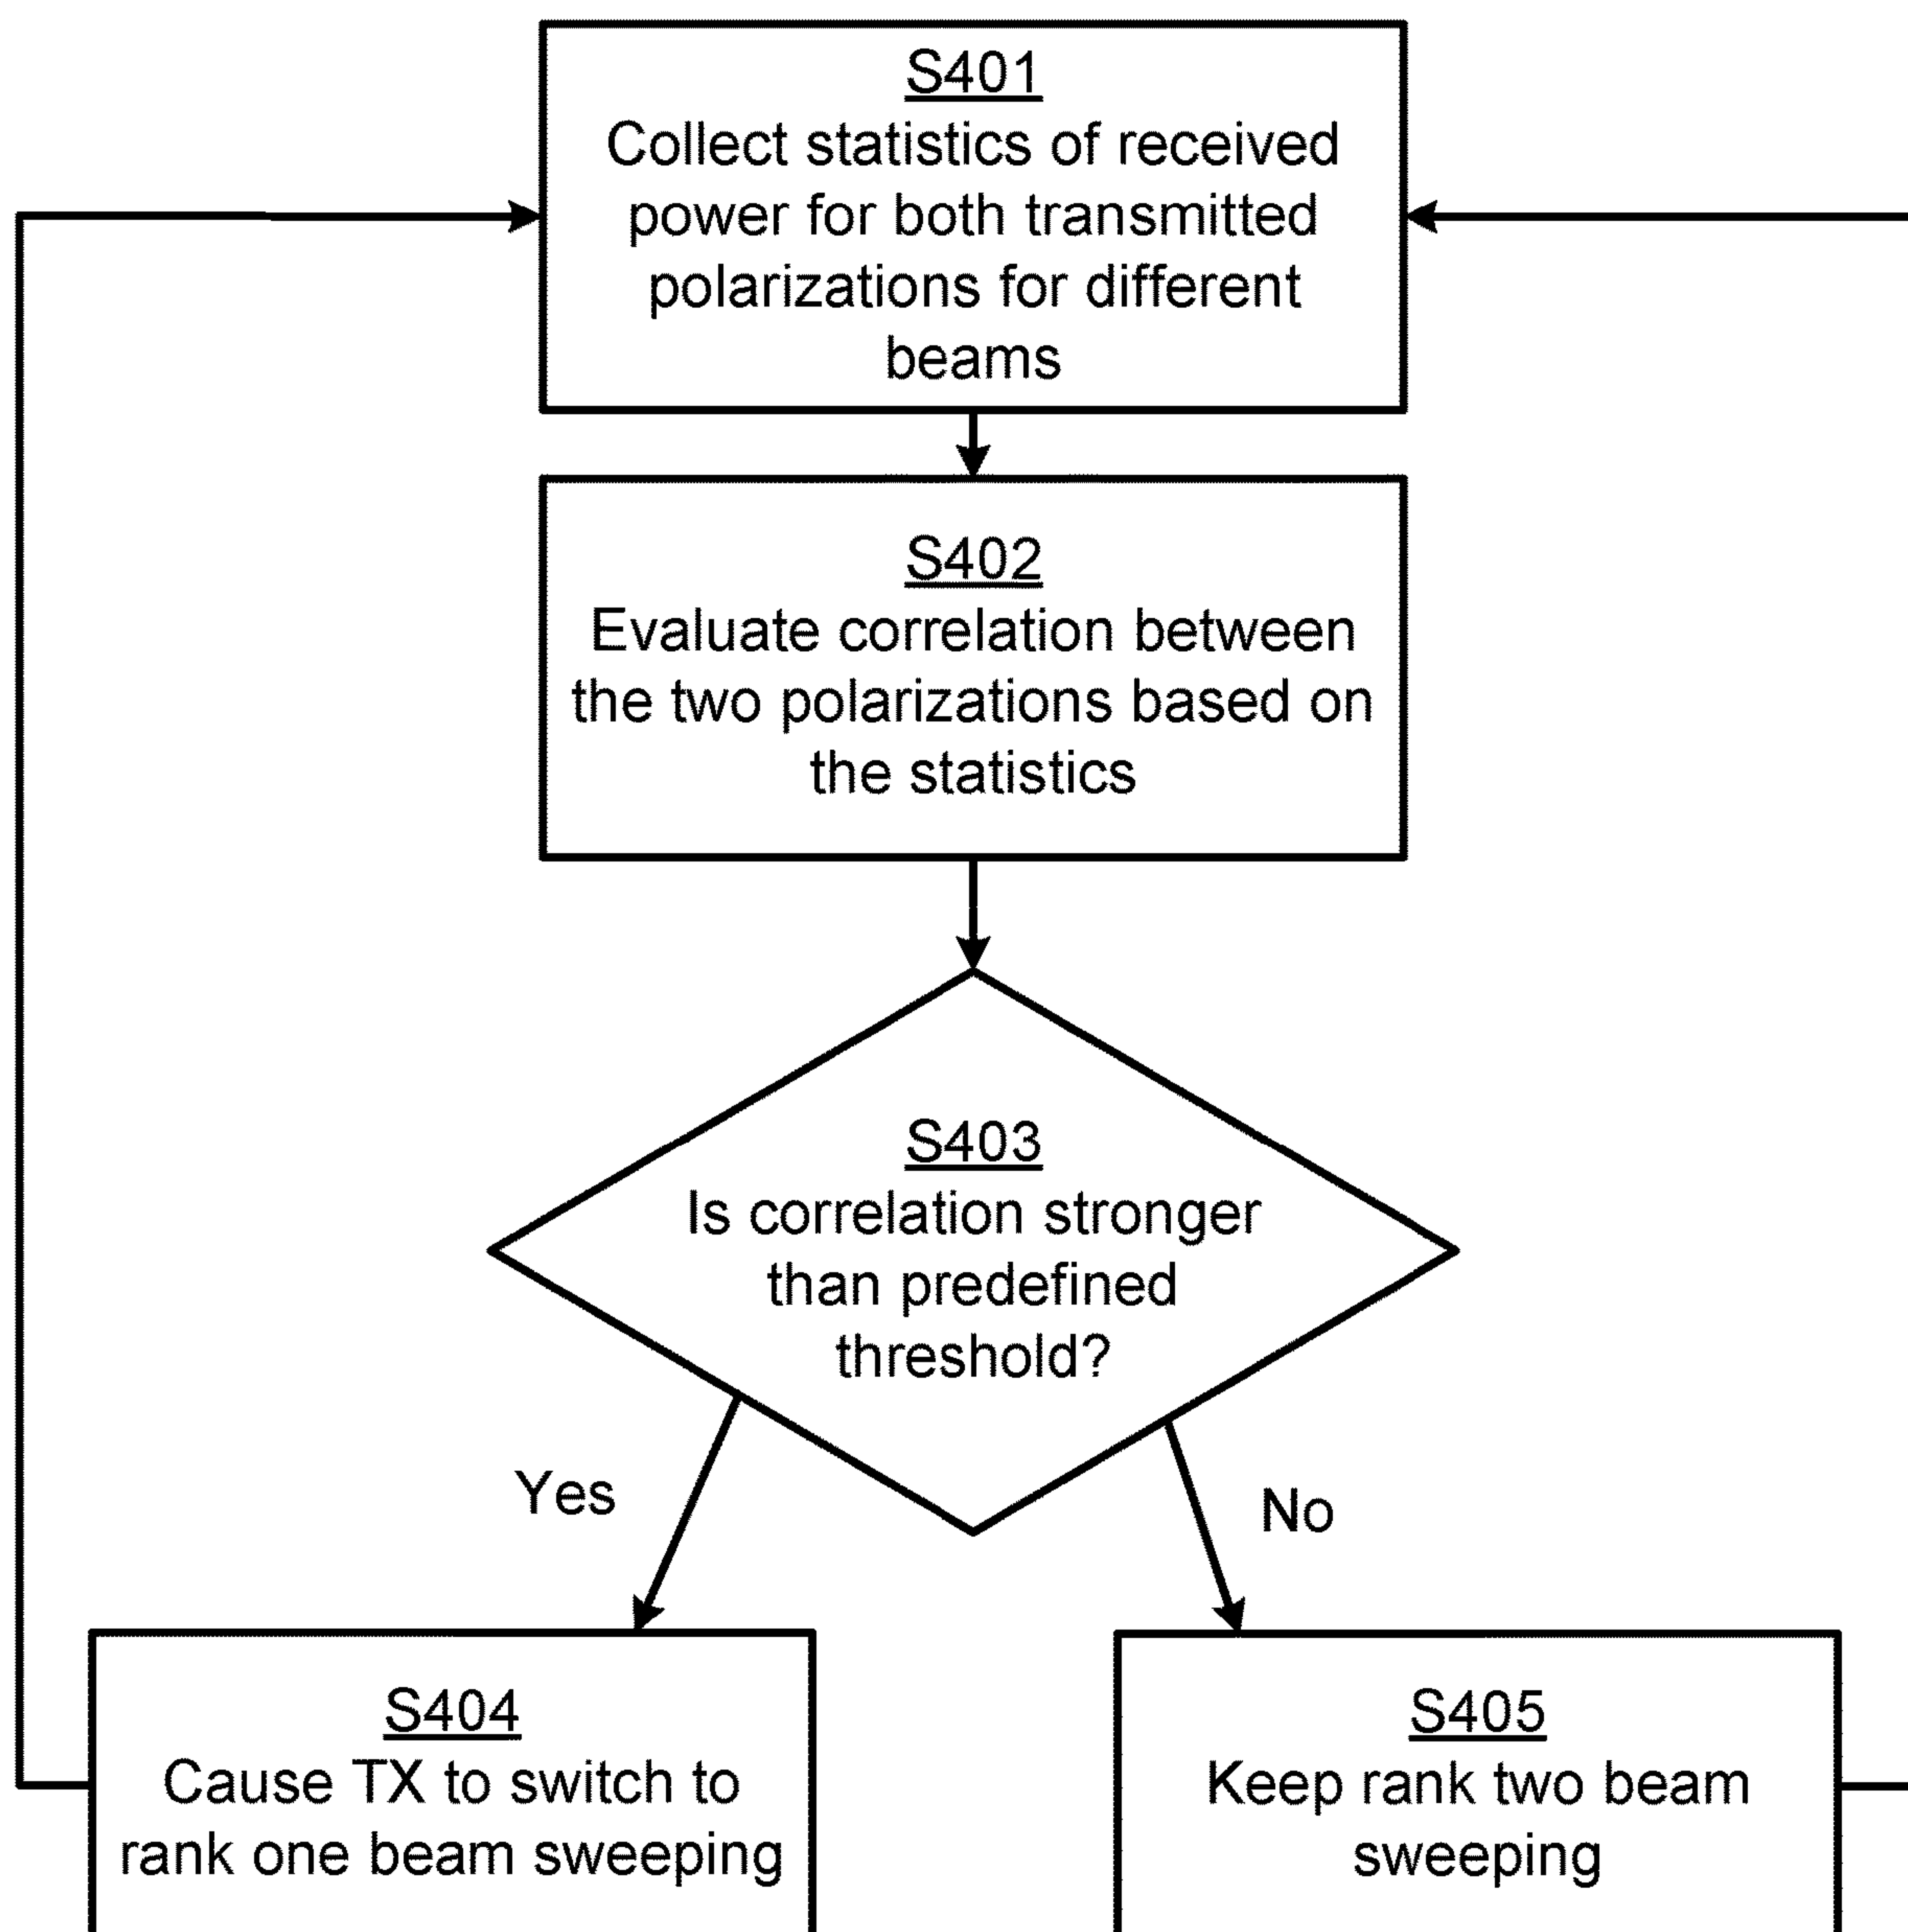 S401
Collect statistics of received
power for both transmitted
polarizations for different
beams
S402
Evaluate correlation between
the two polarizations based on
the statistics
S403
Is correlation stronger
than predefined
threshold?
Yes
No
S404
Cause TX to switch to
rank one beam sweeping
S405
Keep rank two beam
sweeping